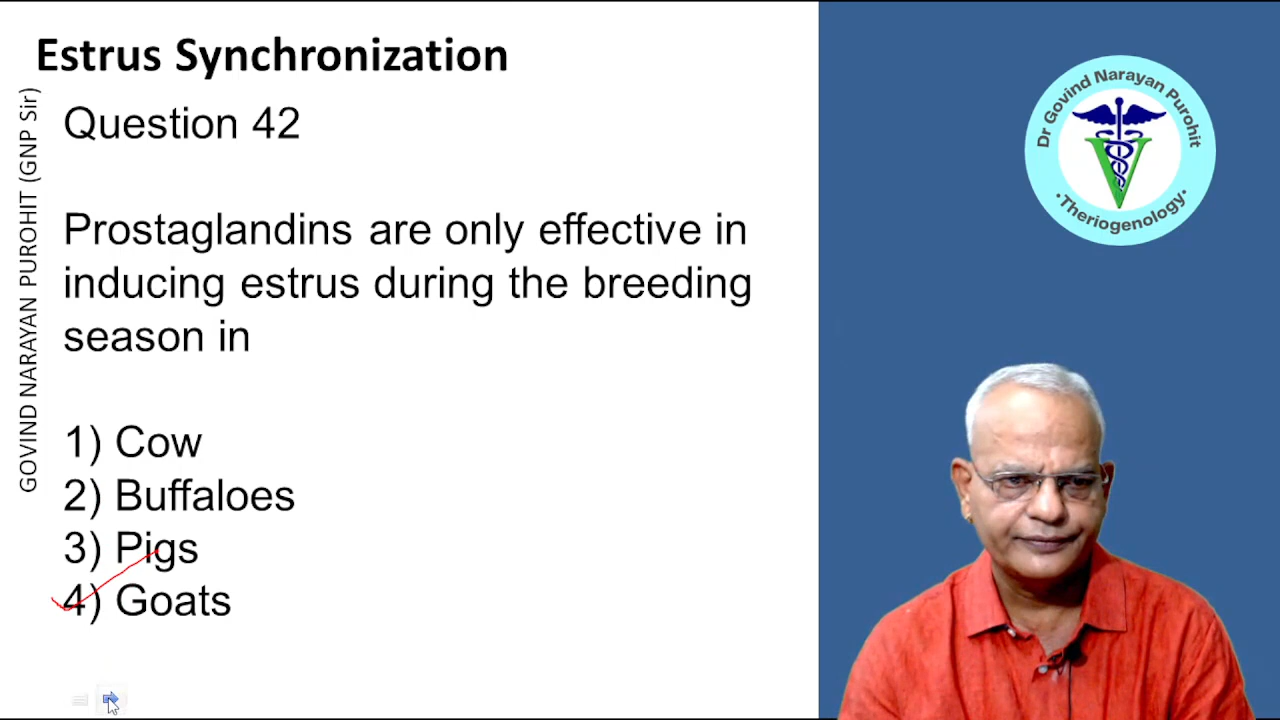 Estrus Synchronization
GOVIND NARAYAN PUROHIT (GNP Sir)
Question 42
Prostaglandins are only effective in
inducing estrus during the breeding
season in
1) Cow
2) Buffaloes
3) Pigs
4) Goats
Dr Govind Narayan Purohit
V
·Theriogenology·